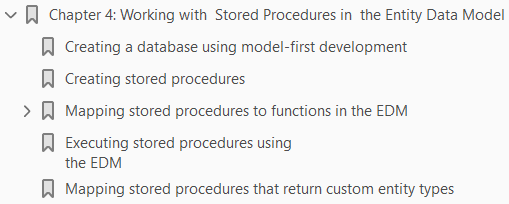 Chapter 4: Working with  Stored Procedures in  the Entity Data Model
Creating a database using model-first development
Creating stored procedures
Mapping stored procedures to functions in the EDM
Executing stored procedures using
the EDM
Mapping stored procedures that return custom entity types